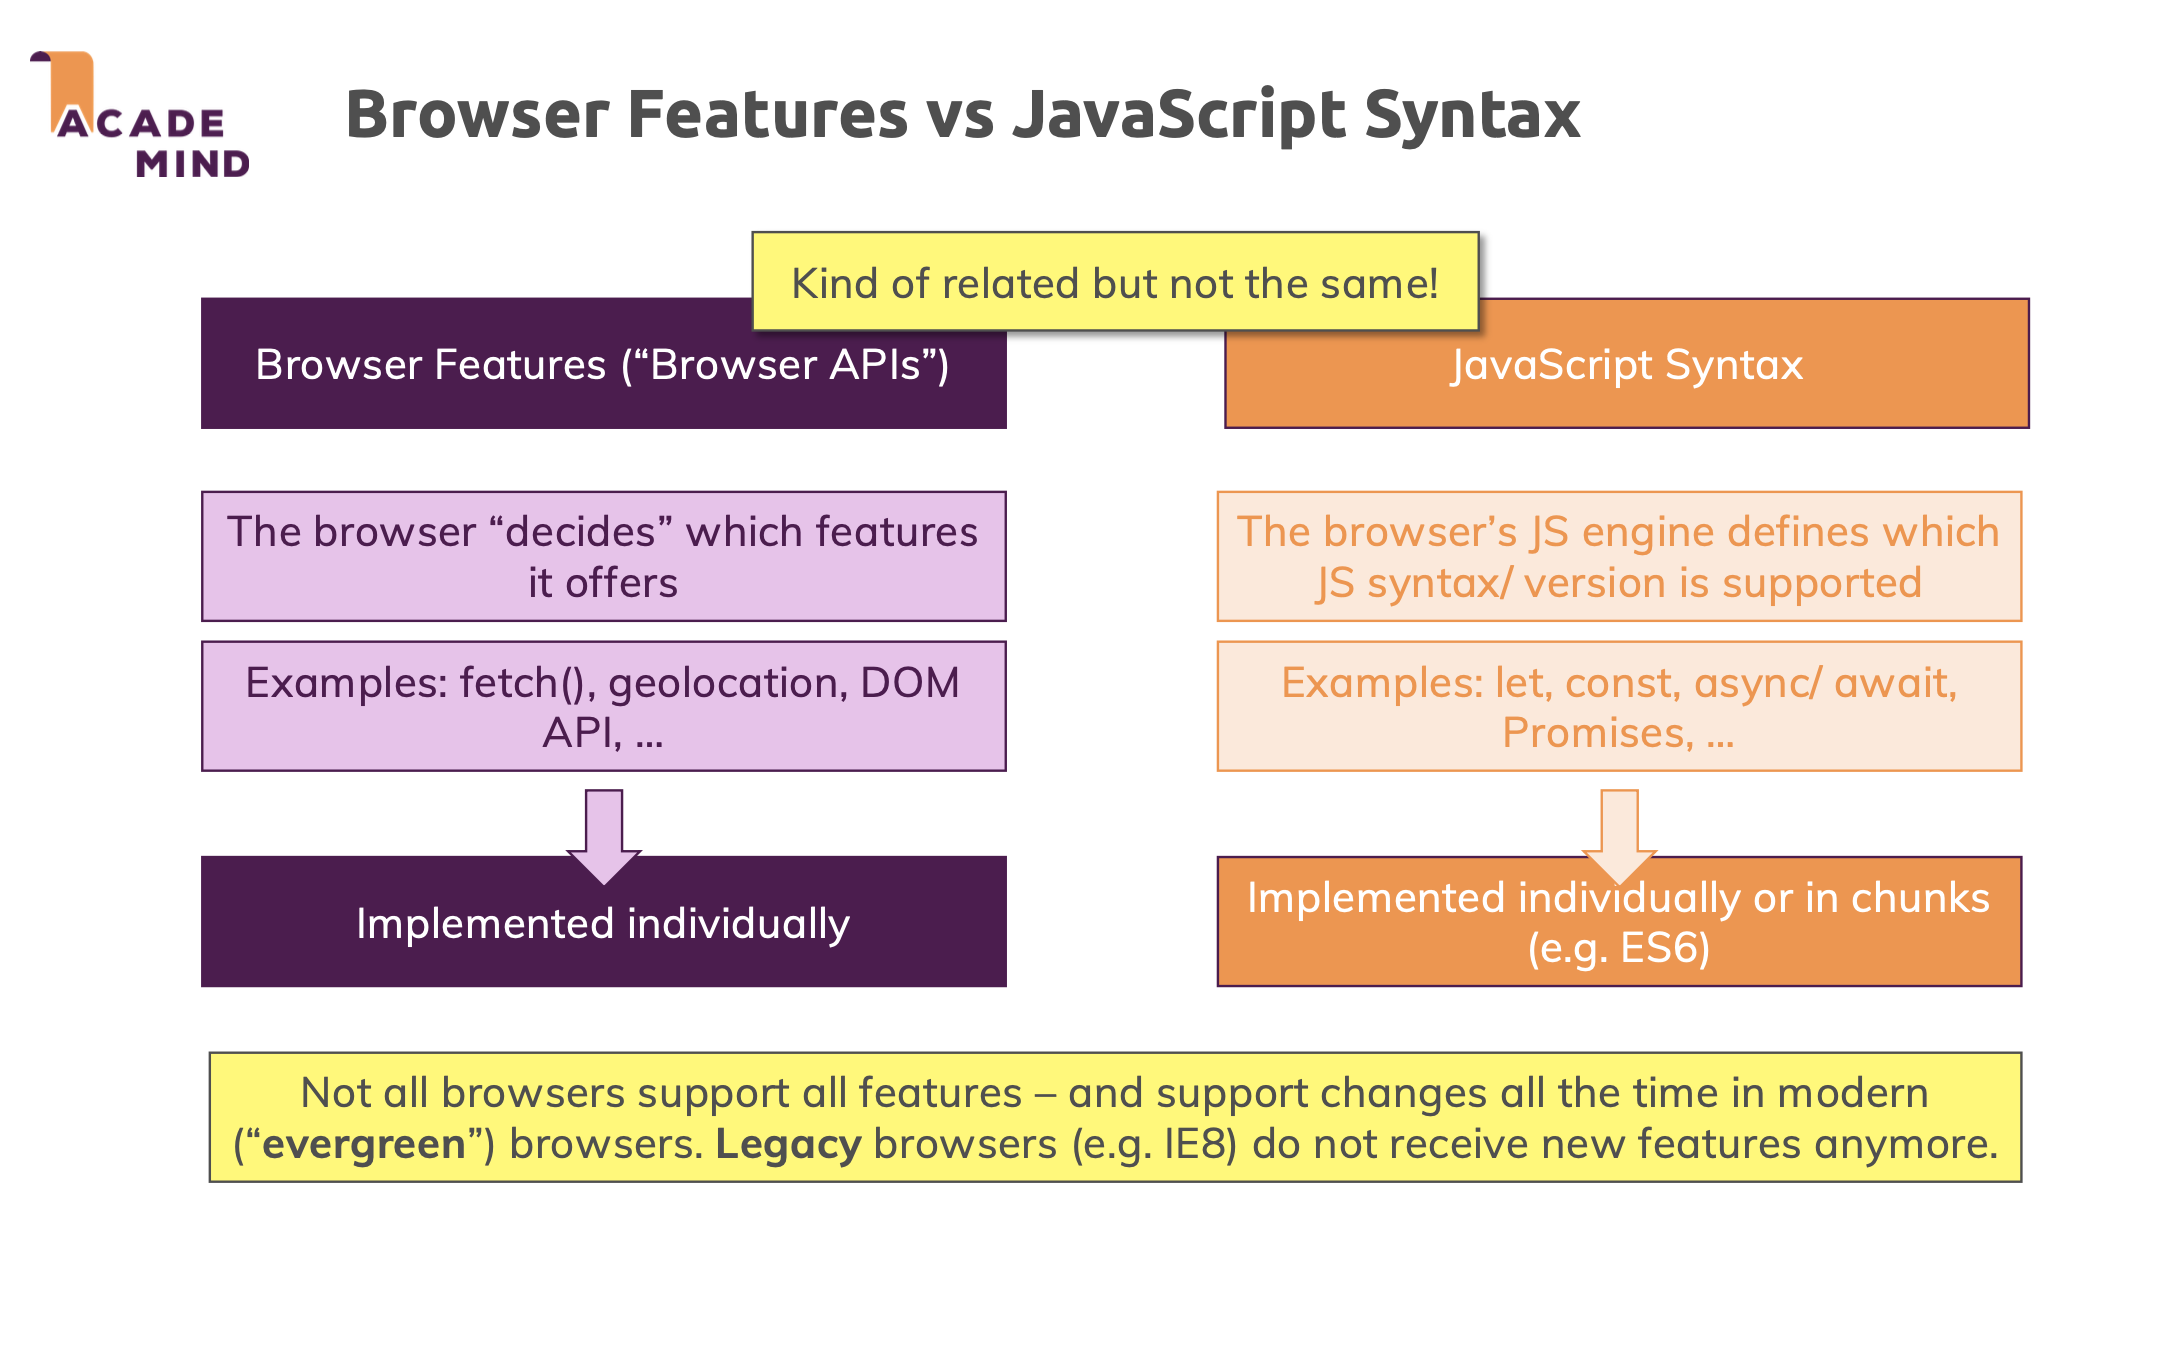 ACADE
MIND
Browser Features vs JavaScript Syntax
Kind of related but not the same!
Browser Features (“Browser APIs”)
JavaScript Syntax
The browser “decides” which features
it offers
The browser’s JS engine defines which
JS syntax/ version is supported
Examples: fetch(), geolocation, DOM
API, …
Examples: let, const, async/ await,
Promises, …
Implemented individually
Implemented individually or in chunks
(e.g. ES6)
Not all browsers support all features – and support changes all the time in modern
(“evergreen”) browsers. Legacy browsers (e.g. IE8) do not receive new features anymore.